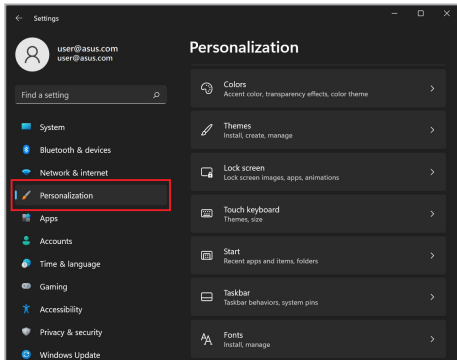 Settings
user@asus.com
user@asus.com
Find a setting
System
Bluetooth & devices
Network & internet
Personalization
Apps
Accounts
Time & language
Gaming
Accessibility
Privacy & security
Windows Update
Personalization
Colors
Accent color, transparency effects, color theme
Themes
Install, create, manage
Lock screen
Lock screen images, apps, animations
Touch keyboard
Themes, size
Start
Recent apps and items, folders
Taskbar
Taskbar behaviors, system pins
Fonts
Install, manage